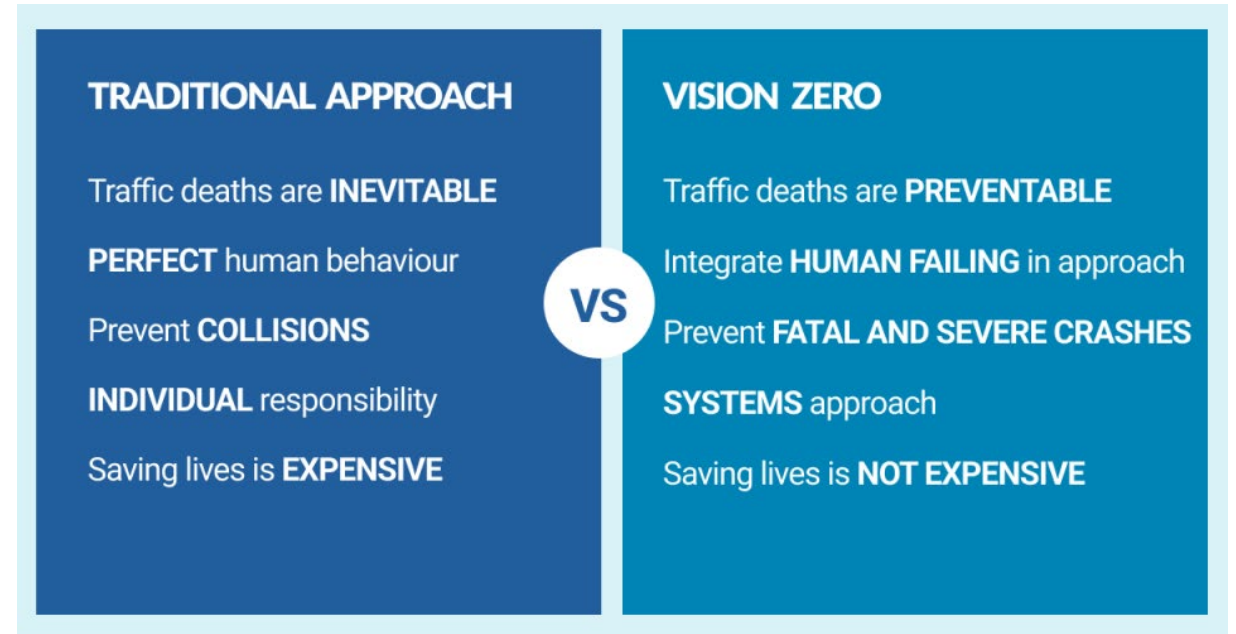 TRADITIONAL APPROACH
Traffic deaths are INEVITABLE
PERFECT human behaviour
Prevent COLLISIONS
INDIVIDUAL responsibility
Saving lives is EXPENSIVE
VS
VISION ZERO
Traffic deaths are PREVENTABLE
Integrate HUMAN FAILING in approach
Prevent FATAL AND SEVERE CRASHES
SYSTEMS approach
Saving lives is NOT EXPENSIVE